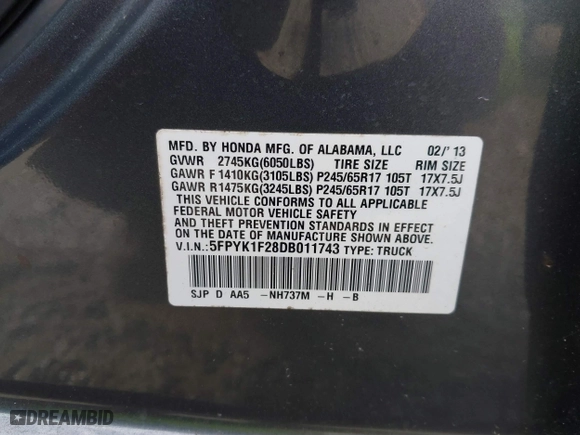 MFD. BY HONDA MFG. OF ALABAMA, LLC 02/'13
GVWR 2745KG(6050LBS) TIRE SIZE RIM SIZE
GAWR F 1410KG(3105LBS) P245/65R17 105T 17X7.5J
GAWR R1475KG(3245LBS) P245/65R17 105T 17X7.5J
THIS VEHICLE CONFORMS TO ALL APPLICABLE
FEDERAL MOTOR VEHICLE SAFETY
AND THEFT PREVENTION STANDARDS IN EFFECT
ON THE DATE OF MANUFACTURE SHOWN ABOVE.
V.I.N.:5FPYK1F28DB011743 TYPE: TRUCK
SJP D AA5 -NH737M -H -B
DREAMBID